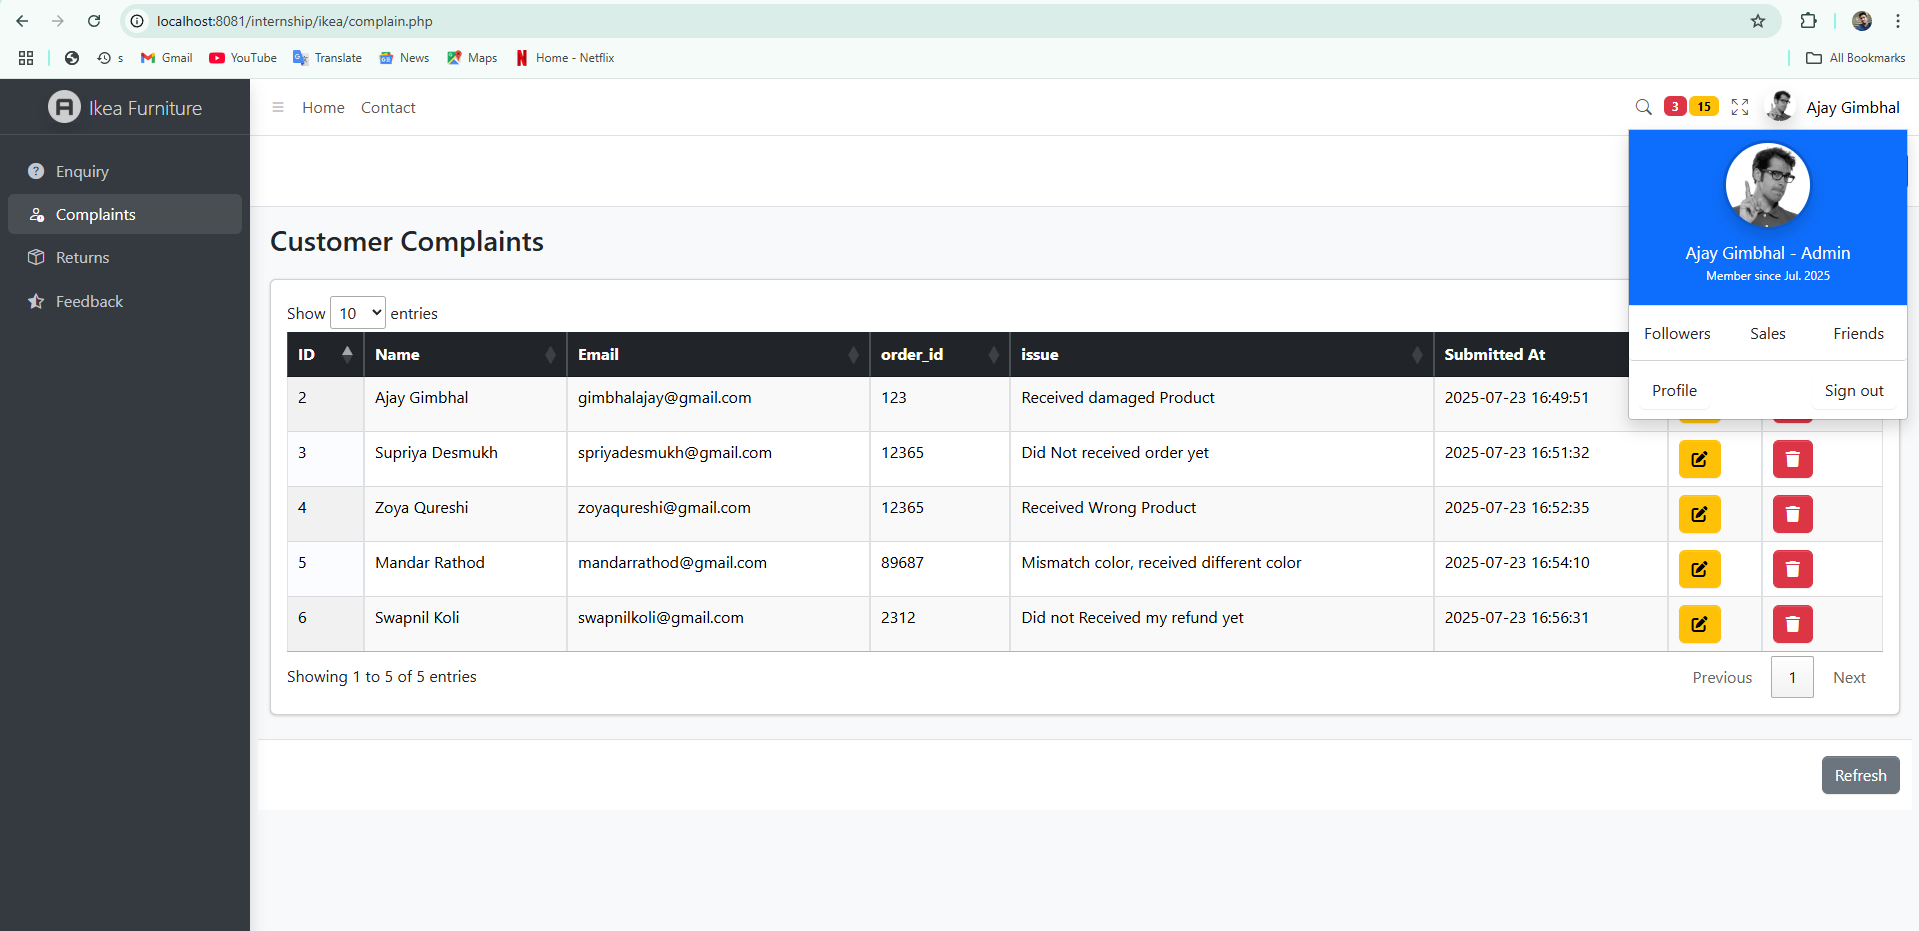 localhost:8081/internship/ikea/complain.php
s Gmail YouTube Translate News Maps Home - Netflix All Bookmarks
Ikea Furniture
Home Contact
3 15 Ajay Gimbhal
Enquiry
Complaints
Returns
Feedback
Ajay Gimbhal - Admin
Member since Jul. 2025
Followers Sales Friends
Profile Sign out
Customer Complaints
Show 10 entries
ID Name Email order_id issue Submitted At
2 Ajay Gimbhal gimbhalajay@gmail.com 123 Received damaged Product 2025-07-23 16:49:51
3 Supriya Desmukh spriyadesmukh@gmail.com 12365 Did Not received order yet 2025-07-23 16:51:32
4 Zoya Qureshi zoyaqureshi@gmail.com 12365 Received Wrong Product 2025-07-23 16:52:35
5 Mandar Rathod mandarrathod@gmail.com 89687 Mismatch color, received different color 2025-07-23 16:54:10
6 Swapnil Koli swapnilkoli@gmail.com 2312 Did not Received my refund yet 2025-07-23 16:56:31
Showing 1 to 5 of 5 entries
Previous 1 Next
Refresh